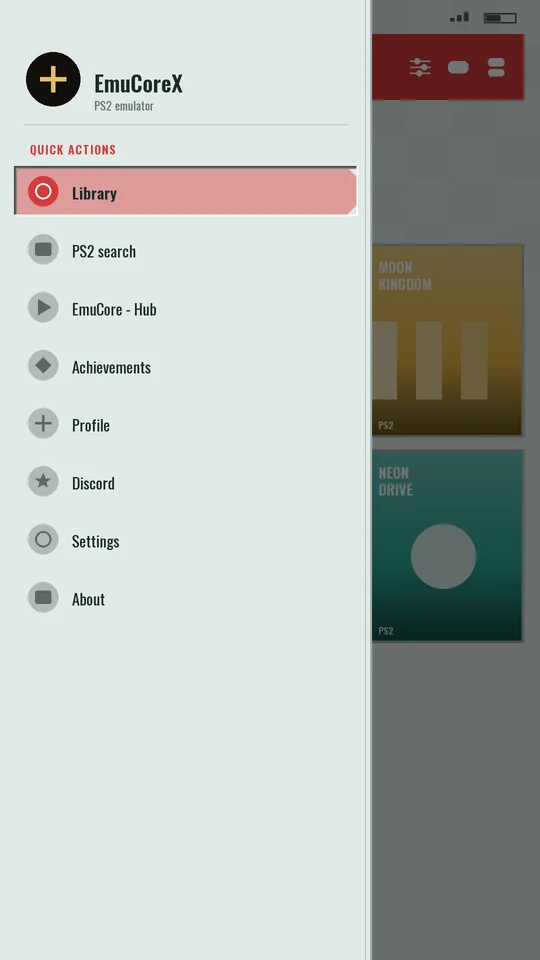 EmuCoreX
PS2 emulator
QUICK ACTIONS
Library
PS2 search
EmuCore - Hub
Achievements
Profile
Discord
Settings
About
MOON
KINGDOM
PS2
NEON
DRIVE
PS2